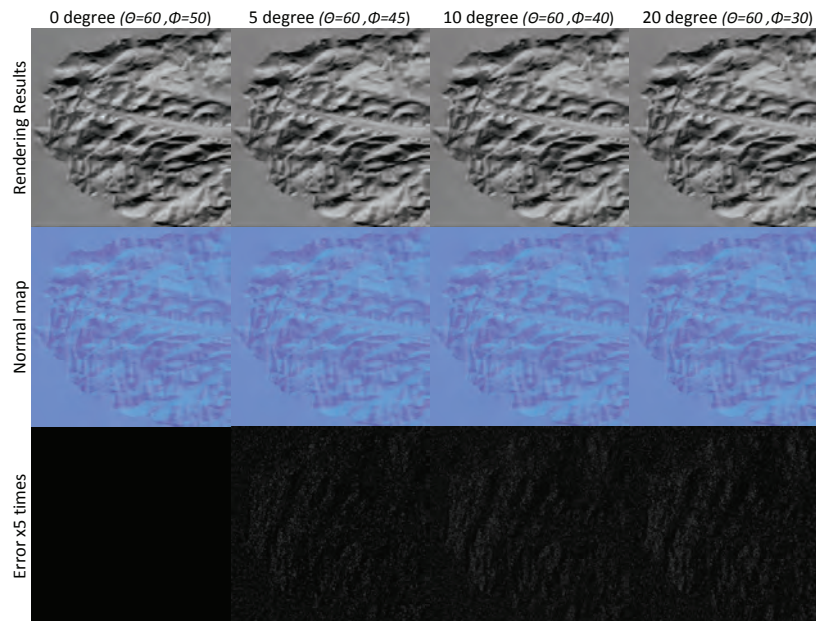 0 degree (Θ=60 ,Φ=50)
5 degree (Θ=60 ,Φ=45)
10 degree (Θ=60 ,Φ=40)
20 degree (Θ=60 ,Φ=30)
Rendering Results
Normal map
Error x5 times